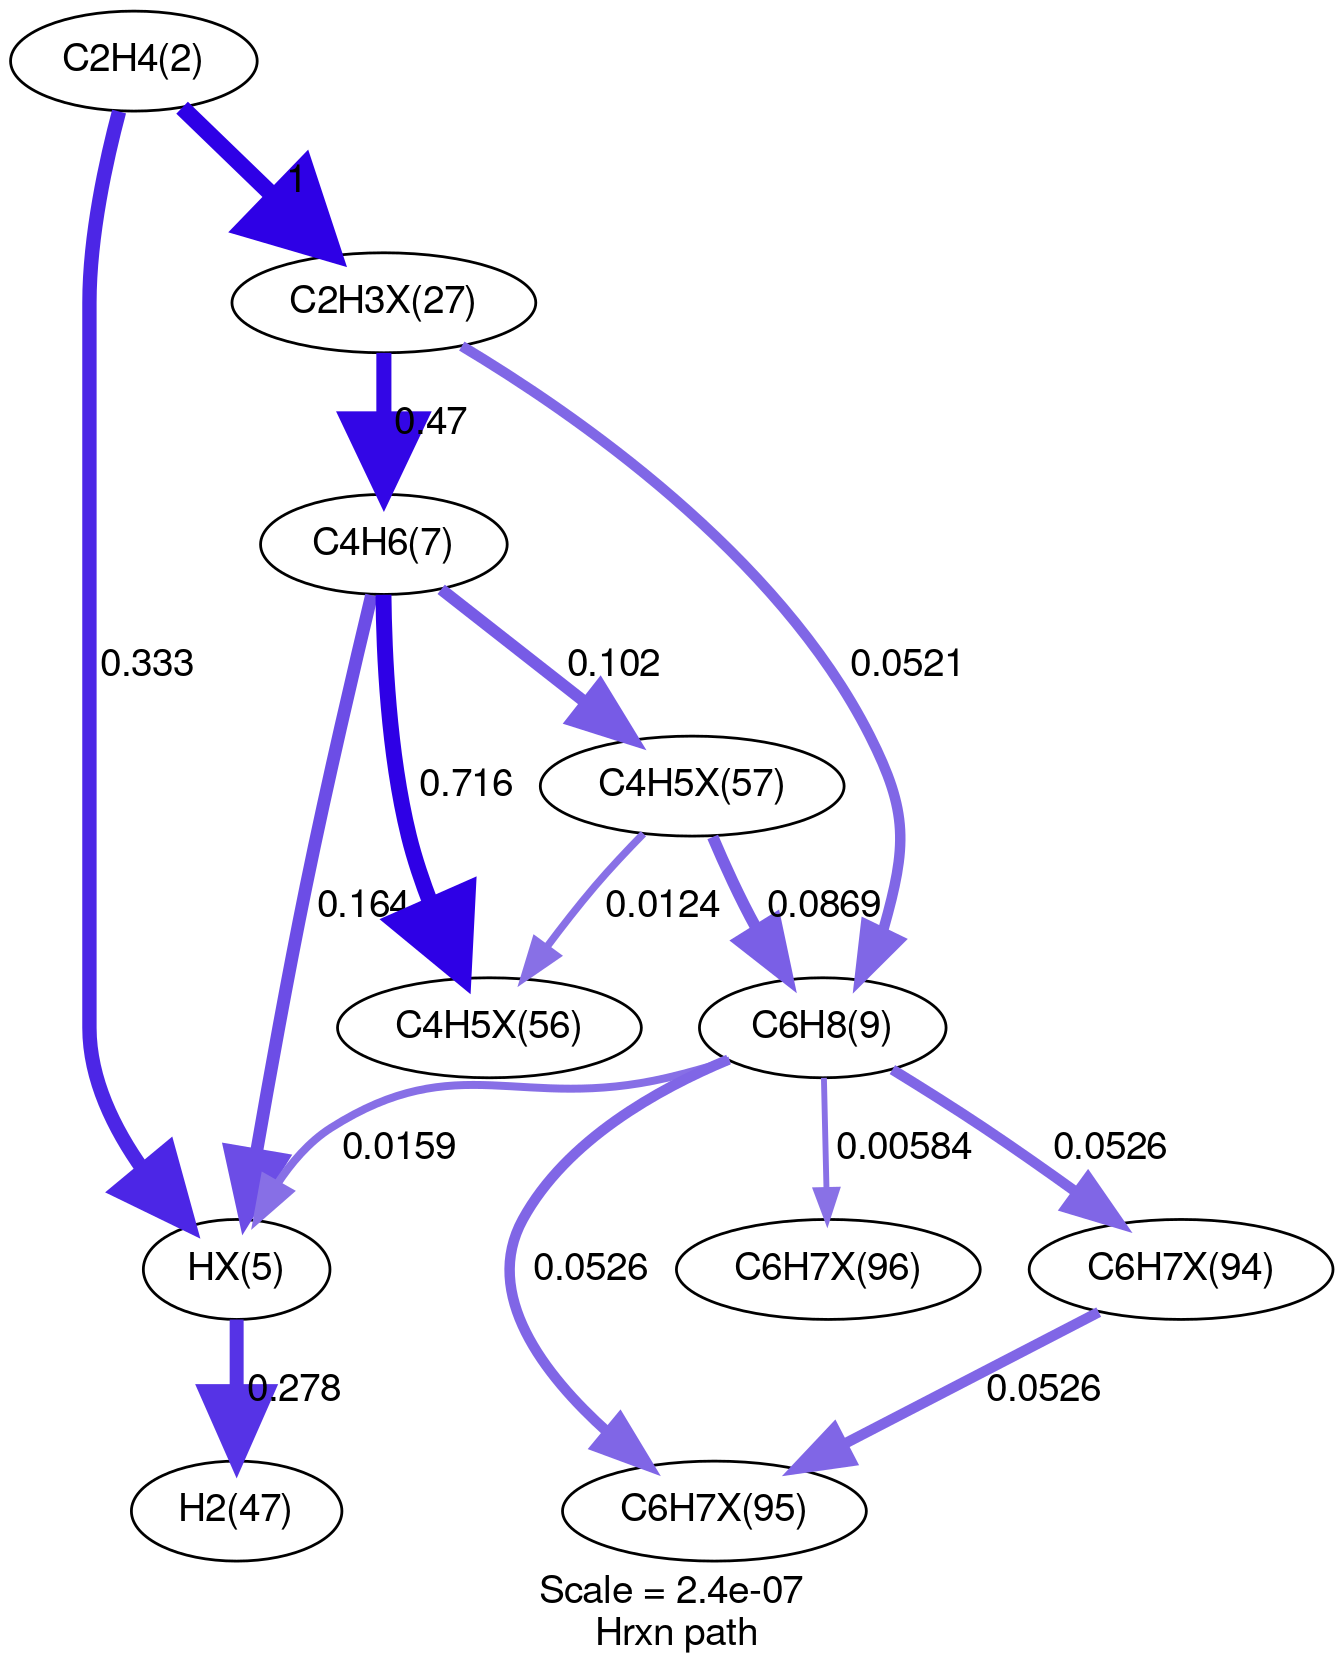 C2H4(2)
1
C2H3X(27)
0.47
C4H6(7)
0.333
0.102
0.0521
0.716
C4H5X(57)
0.164
0.0124
0.0869
C4H5X(56)
C6H8(9)
0.0159
0.00584
0.0526
HX(5)
0.0526
C6H7X(96)
C6H7X(94)
0.278
0.0526
H2(47)
C6H7X(95)
Scale = 2.4e-07
Hrxn path